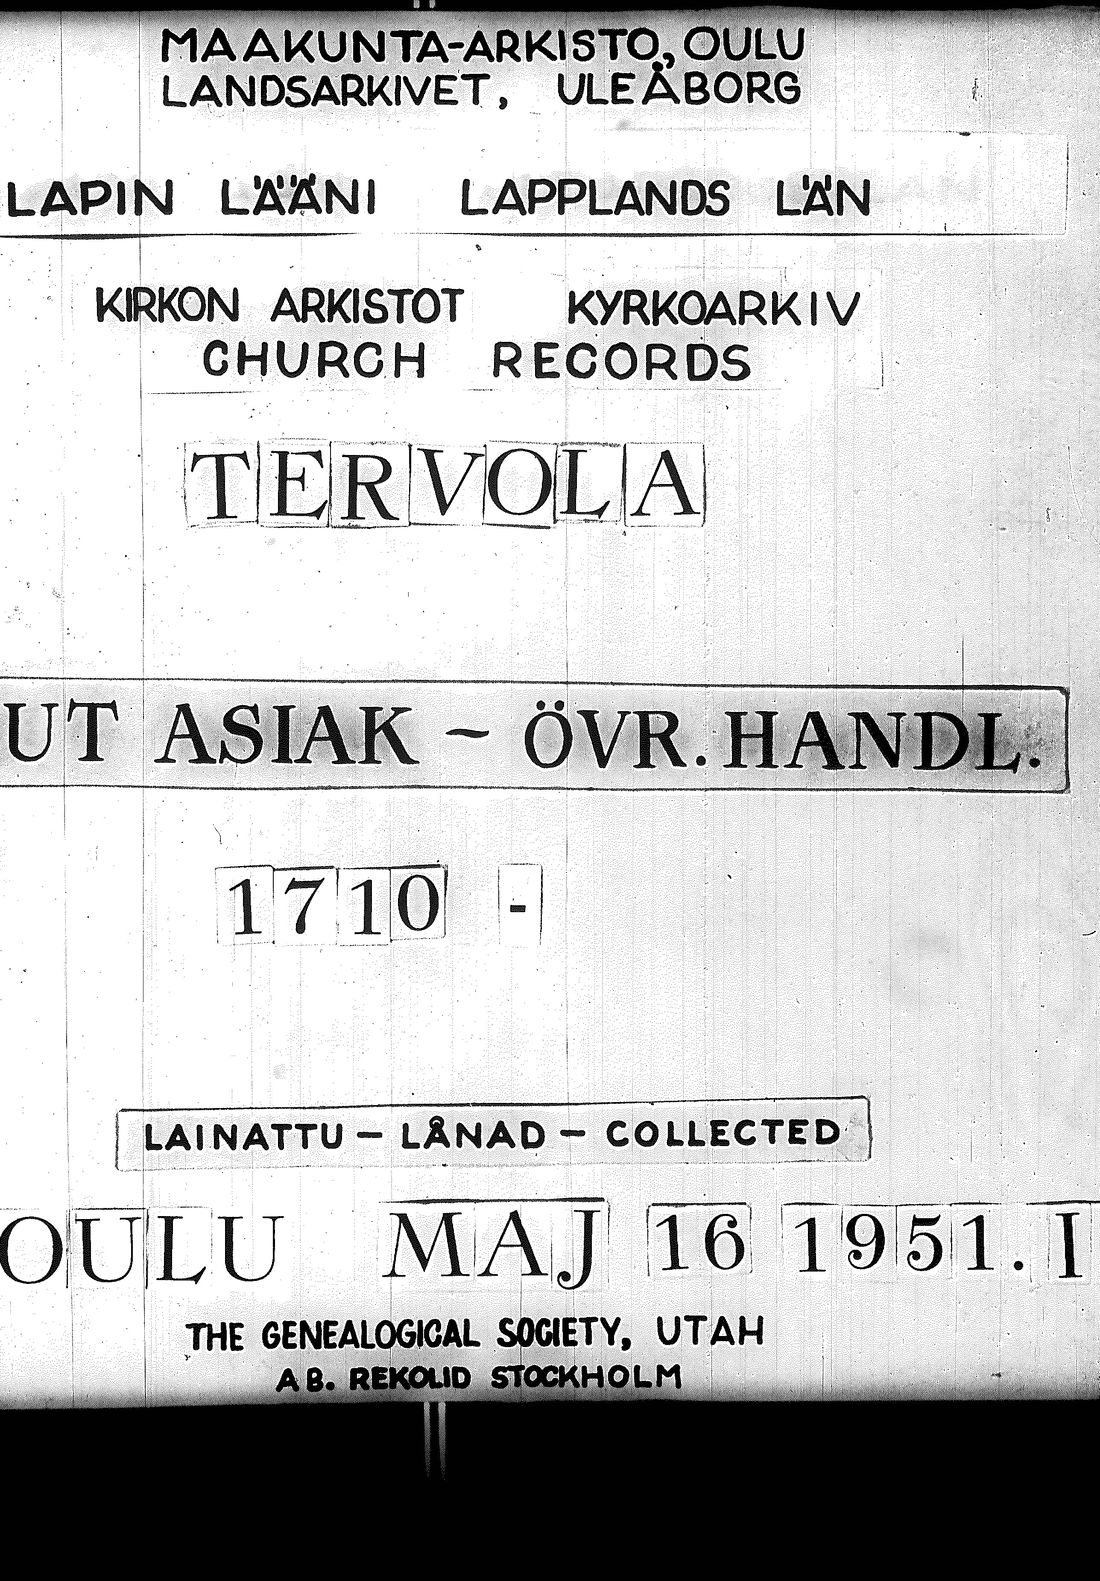 MAAKUNTA-ARKISTO, OULU
LANDSARKIVET, ULEÅBORG
LAPIN LÄÄNI LAPPLANDS LÄN
KIRKON ARKISTOT KYRKOARKIV
CHURCH RECORDS
TERVOLA
UT ASIAK ~ ÖVR. HANDL.
1710 -
LAINATTU - LÅNAD - COLLECTED
OULU MAJ 16 1951. I
THE GENEALOGICAL SOCIETY, UTAH
AB. REKOLID STOCKHOLM